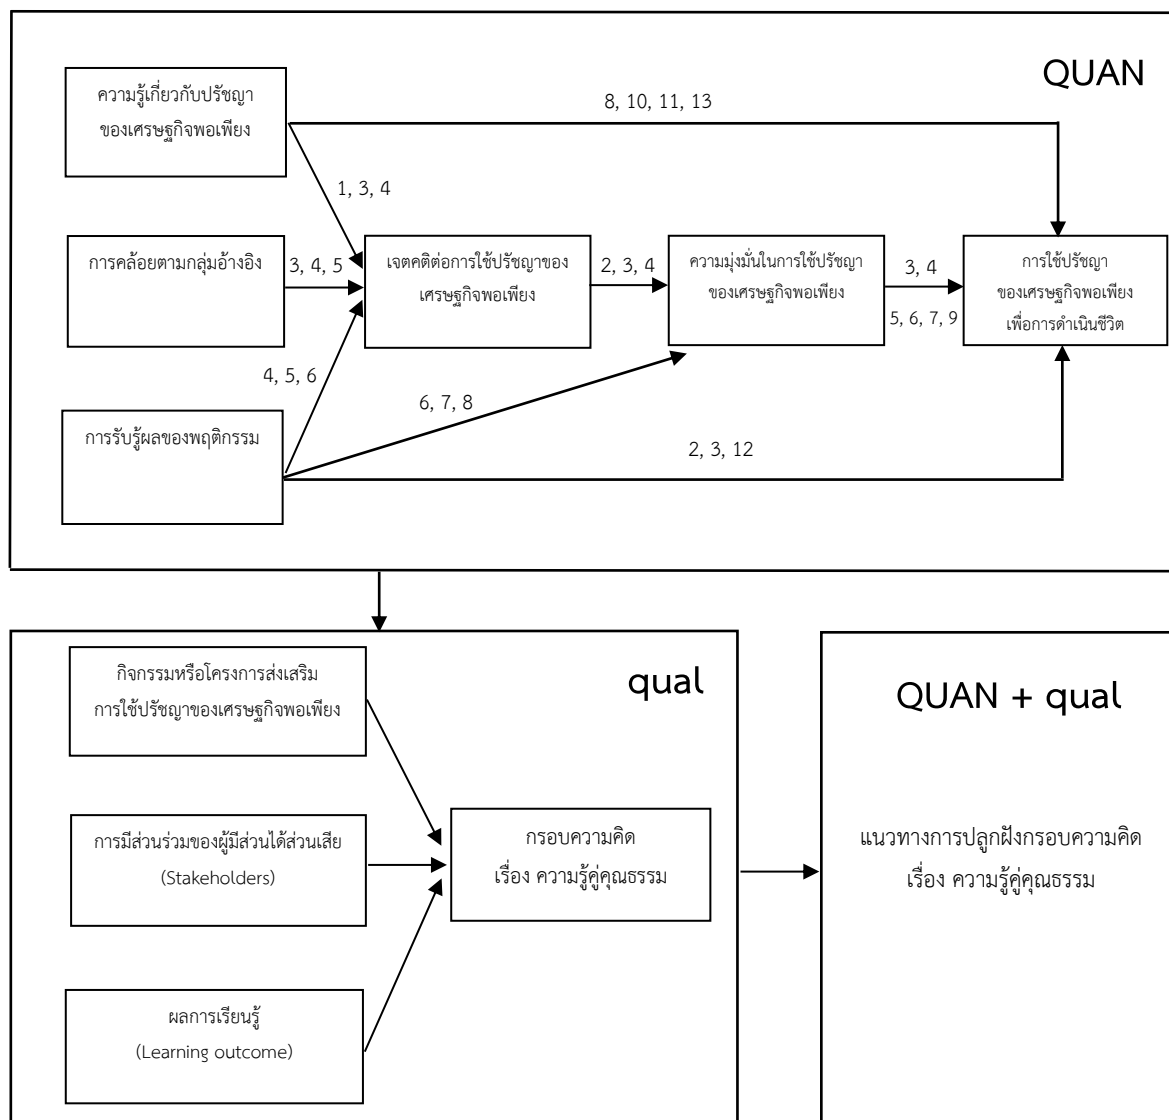 QUAN
ความรู้เกี่ยวกับปรัชญา
ของเศรษฐกิจพอเพียง
8, 10, 11, 13
1, 3, 4
การคล้อยตามกลุ่มอ้างอิง
3, 4, 5
เจตคติต่อการใช้ปรัชญาของ
เศรษฐกิจพอเพียง
2, 3, 4
ความมุ่งมั่นในการใช้ปรัชญา
ของเศรษฐกิจพอเพียง
3, 4
5, 6, 7, 9
การใช้ปรัชญา
ของเศรษฐกิจพอเพียง
เพื่อการดำเนินชีวิต
4, 5, 6
6, 7, 8
การรับรู้ผลของพฤติกรรม
2, 3, 12
qual
กิจกรรมหรือโครงการส่งเสริม
การใช้ปรัชญาของเศรษฐกิจพอเพียง
การมีส่วนร่วมของผู้มีส่วนได้ส่วนเสีย
(Stakeholders)
ผลการเรียนรู้
(Learning outcome)
กรอบความคิด
เรื่อง ความรู้คู่คุณธรรม
QUAN + qual
แนวทางการปลูกฝังกรอบความคิด
เรื่อง ความรู้คู่คุณธรรม